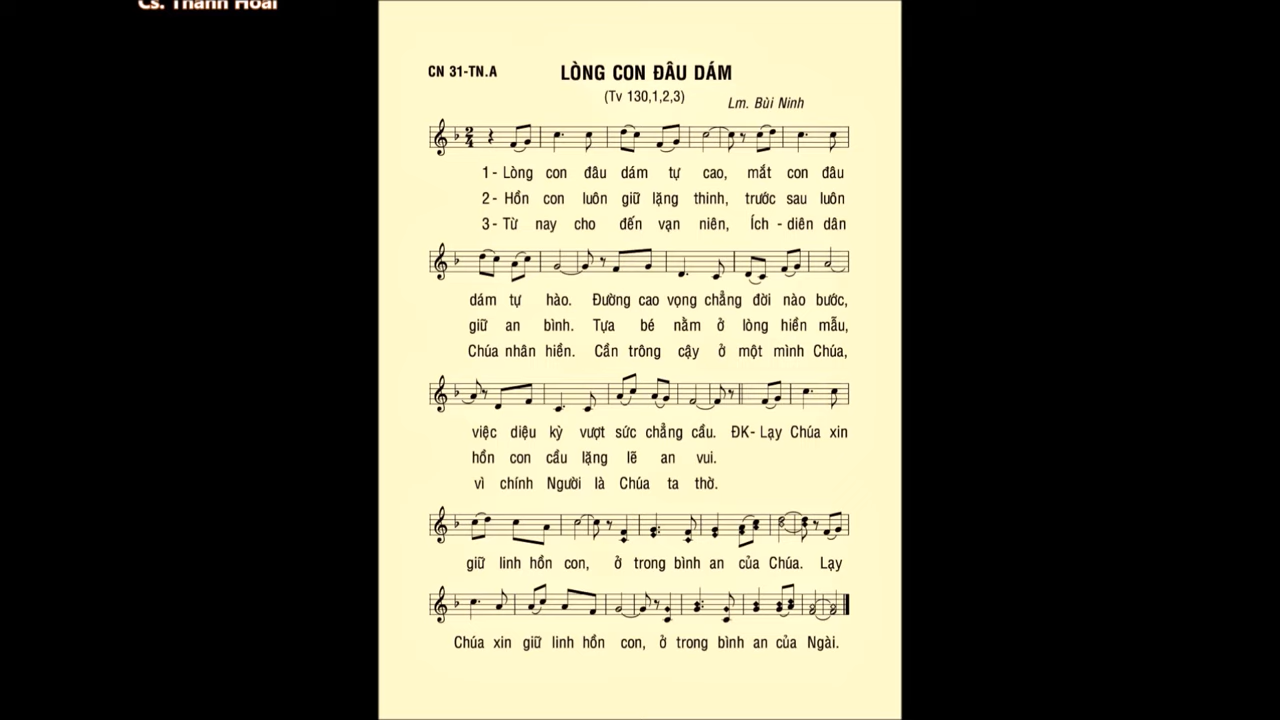 Cs. Thanh Hoài
CN 31-TN.A
LÒNG CON ĐÂU DÁM
(Tv 130,1,2,3)
Lm. Bùi Ninh
1- Lòng con đâu dám tự cao, mắt con đâu
2- Hồn con luôn giữ lặng thinh, trước sau luôn
3- Từ nay cho đến vạn niên, Ích - diên dân
dám tự hào. Đường cao vọng chẳng đời nào bước,
giữ an bình. Tựa bé nằm ở lòng hiền mẫu,
Chúa nhân hiền. Cần trông cậy ở một mình Chúa,
việc diệu kỳ vượt sức chẳng cầu. ĐK- Lạy Chúa xin
hồn con cầu lặng lẽ an vui.
vì chính Người là Chúa ta thờ.
giữ linh hồn con, ở trong bình an của Chúa. Lạy
Chúa xin giữ linh hồn con, ở trong bình an của Ngài.